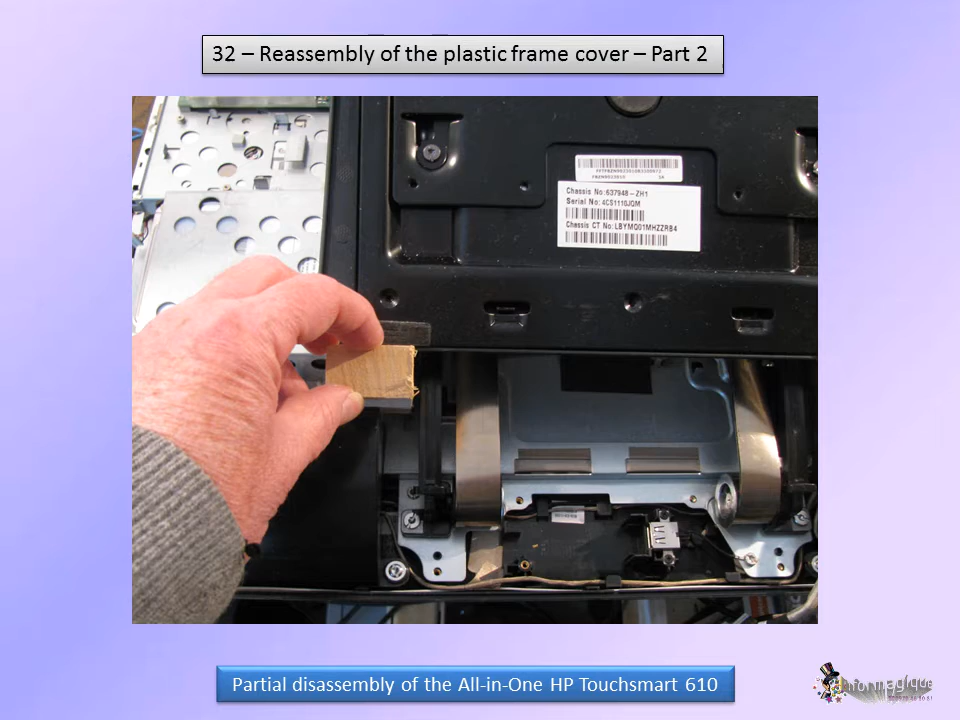 32 – Reassembly of the plastic frame cover – Part 2
Chassis No:637948-ZH1
Serial No: 4CS1110JGM
Chassis CT No: LBYMQ01MHZZRB4
Partial disassembly of the All-in-One HP Touchsmart 610
Informagique